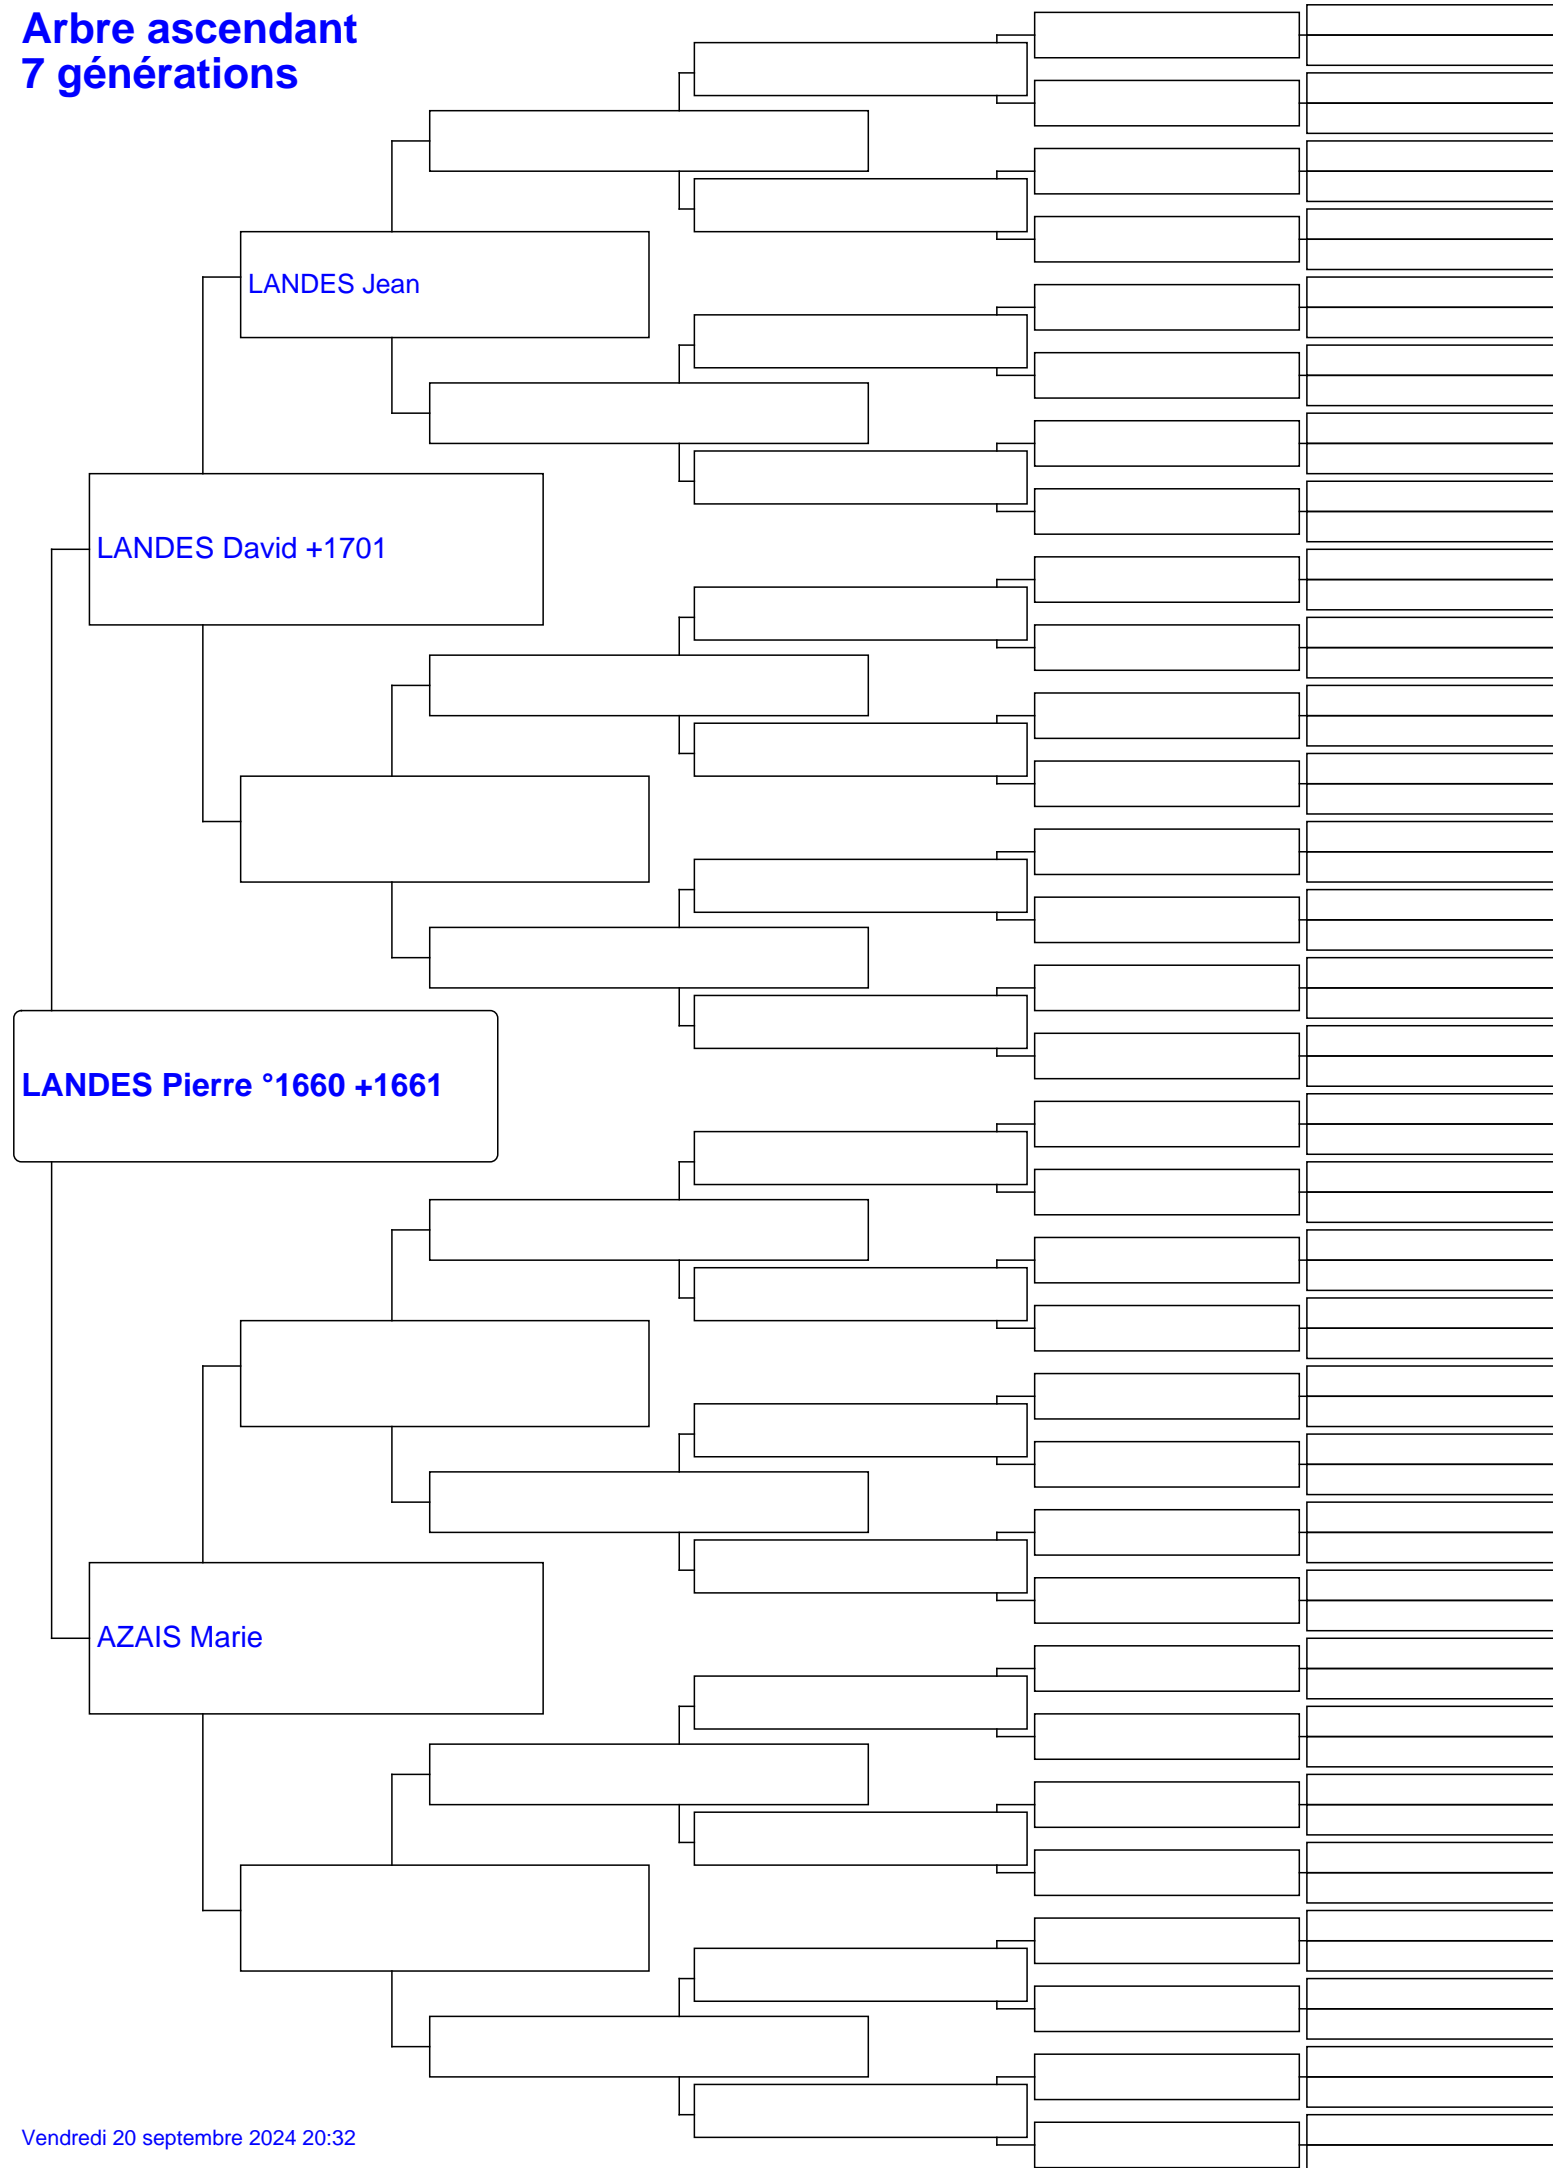 Arbre ascendant
7 générations
LANDES Jean
LANDES David +1701
LANDES Pierre °1660 +1661
AZAIS Marie
Vendredi 20 septembre 2024 20:32